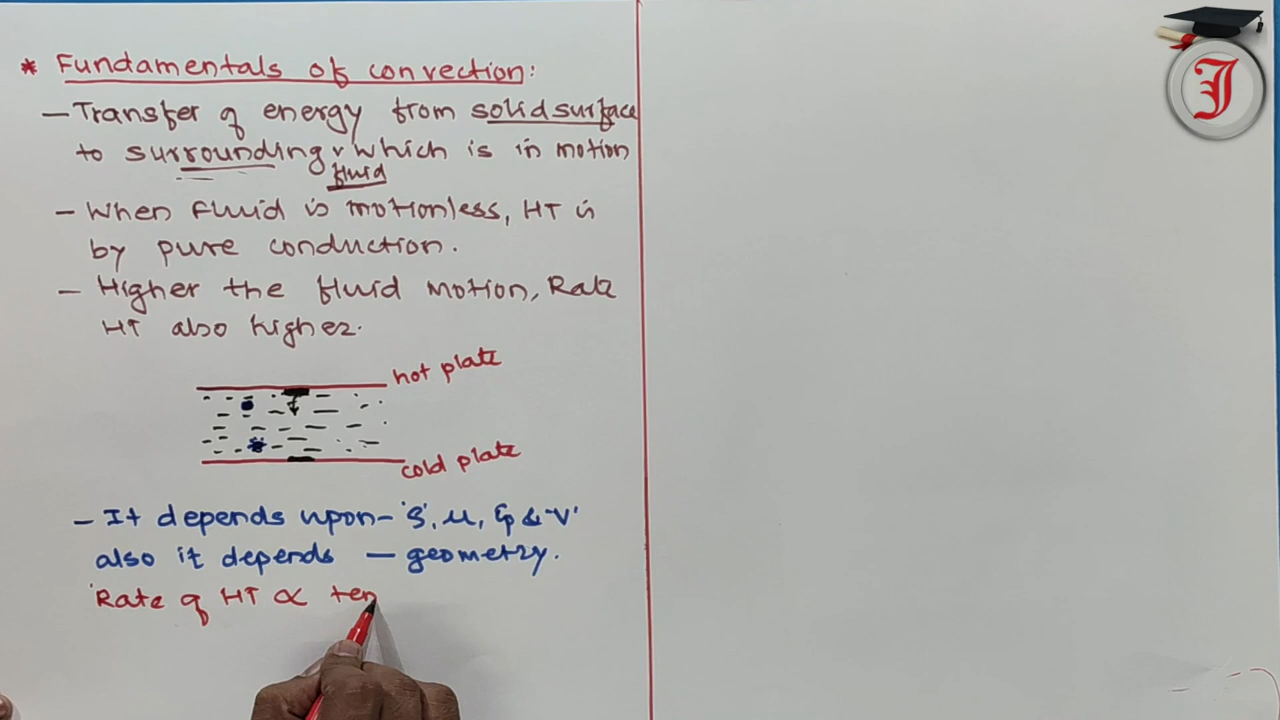 * Fundamentals of convection:
– Transfer of energy from solid surface
to surrounding fluid which is in motion
– When fluid is motionless, HT is
by pure conduction.
– Higher the fluid motion, Rate
HT also higher.
hot plate
cold plate
– It depends upon – 'ρ', μ, Cp & 'V'
also it depends – geometry.
Rate of HT ∝ tem
J